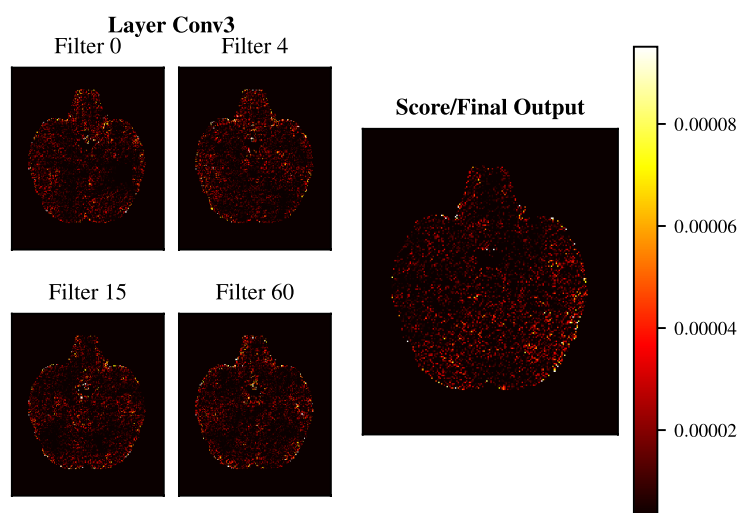 Layer Conv3
Filter 0
Filter 4
Filter 15
Filter 60
Score/Final Output
0.00008
0.00006
0.00004
0.00002